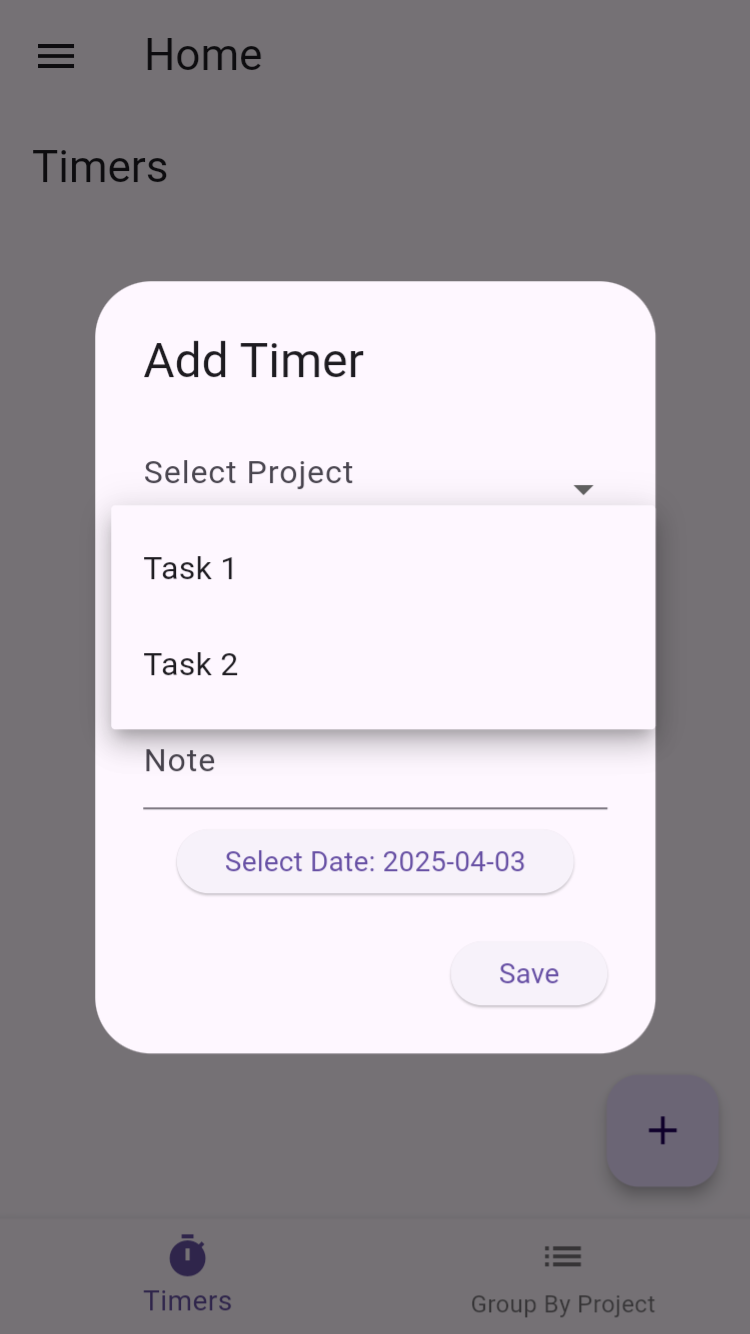 Home
Timers
Add Timer
Select Project
Task 1
Task 2
Note
Select Date: 2025-04-03
Save
Timers
Group By Project